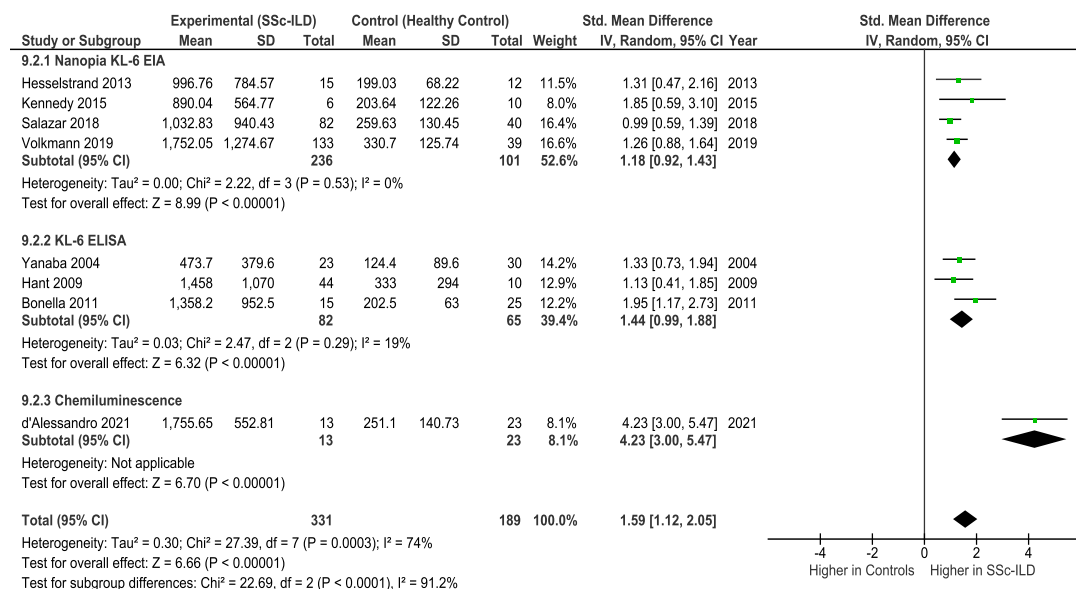 Experimental (SSc-ILD) Control (Healthy Control) Std. Mean Difference Std. Mean Difference
Study or Subgroup Mean SD Total Mean SD Total Weight IV, Random, 95% CI Year IV, Random, 95% CI
9.2.1 Nanopia KL-6 EIA
Hesselstrand 2013 996.76 784.57 15 199.03 68.22 12 11.5% 1.31 [0.47, 2.16] 2013
Kennedy 2015 890.04 564.77 6 203.64 122.26 10 8.0% 1.85 [0.59, 3.10] 2015
Salazar 2018 1,032.83 940.43 82 259.63 130.45 40 16.4% 0.99 [0.59, 1.39] 2018
Volkmann 2019 1,752.05 1,274.67 133 330.7 125.74 39 16.6% 1.26 [0.88, 1.64] 2019
Subtotal (95% CI) 236 101 52.6% 1.18 [0.92, 1.43]
Heterogeneity: Tau² = 0.00; Chi² = 2.22, df = 3 (P = 0.53); I² = 0%
Test for overall effect: Z = 8.99 (P < 0.00001)
9.2.2 KL-6 ELISA
Yanaba 2004 473.7 379.6 23 124.4 89.6 30 14.2% 1.33 [0.73, 1.94] 2004
Hant 2009 1,458 1,070 44 333 294 10 12.9% 1.13 [0.41, 1.85] 2009
Bonella 2011 1,358.2 952.5 15 202.5 63 25 12.2% 1.95 [1.17, 2.73] 2011
Subtotal (95% CI) 82 65 39.4% 1.44 [0.99, 1.88]
Heterogeneity: Tau² = 0.03; Chi² = 2.47, df = 2 (P = 0.29); I² = 19%
Test for overall effect: Z = 6.32 (P < 0.00001)
9.2.3 Chemiluminescence
d'Alessandro 2021 1,755.65 552.81 13 251.1 140.73 23 8.1% 4.23 [3.00, 5.47] 2021
Subtotal (95% CI) 13 23 8.1% 4.23 [3.00, 5.47]
Heterogeneity: Not applicable
Test for overall effect: Z = 6.70 (P < 0.00001)
Total (95% CI) 331 189 100.0% 1.59 [1.12, 2.05]
Heterogeneity: Tau² = 0.30; Chi² = 27.39, df = 7 (P = 0.0003); I² = 74%
Test for overall effect: Z = 6.66 (P < 0.00001)
Test for subgroup differences: Chi² = 22.69, df = 2 (P < 0.0001), I² = 91.2%
-4 -2 0 2 4
Higher in Controls Higher in SSc-ILD